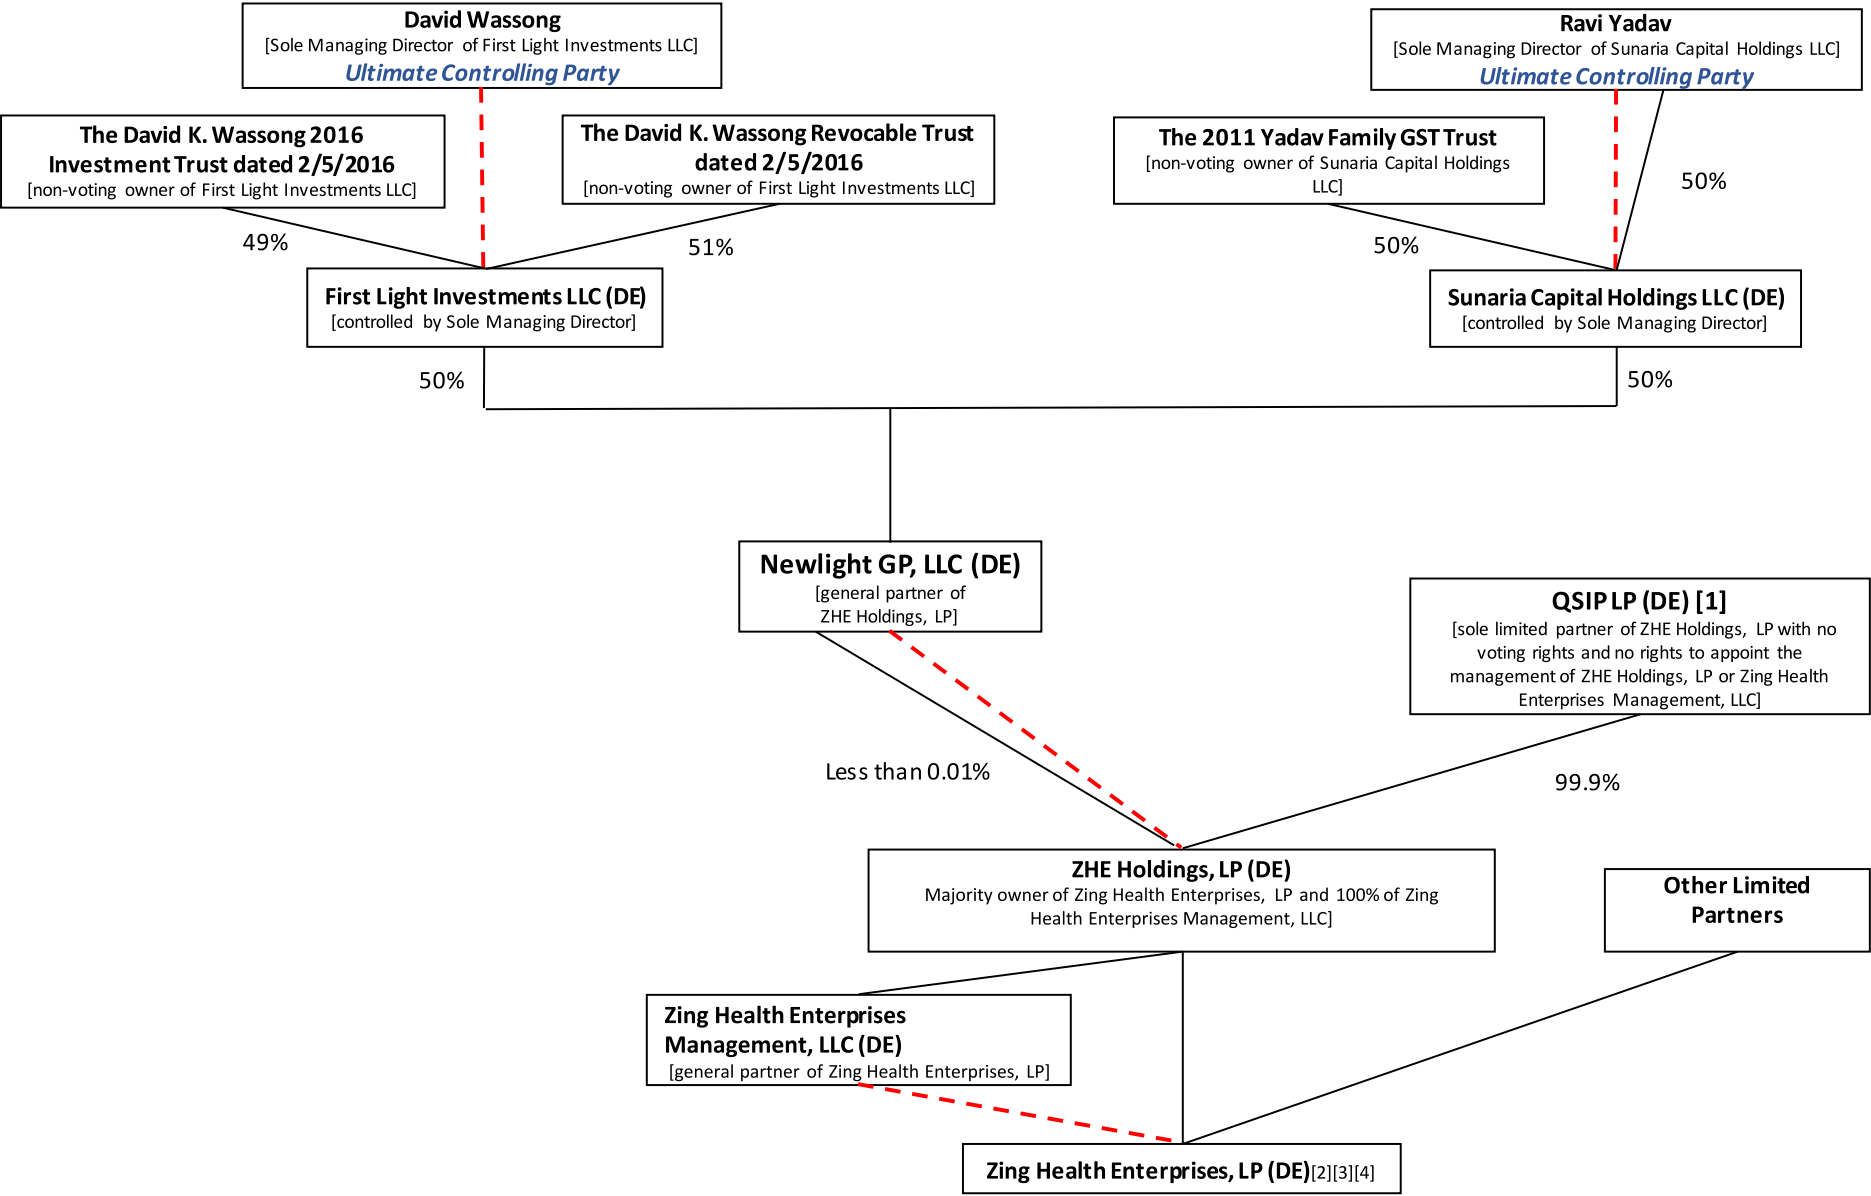 David Wassong
[Sole Managing Director of First Light Investments LLC]
Ultimate Controlling Party
Ravi Yadav
[Sole Managing Director of Sunaria Capital Holdings LLC]
Ultimate Controlling Party
The David K. Wassong 2016
Investment Trust dated 2/5/2016
[non-voting owner of First Light Investments LLC]
The David K. Wassong Revocable Trust
dated 2/5/2016
[non-voting owner of First Light Investments LLC]
The 2011 Yadav Family GST Trust
[non-voting owner of Sunaria Capital Holdings
LLC]
50%
49%
51%
50%
First Light Investments LLC (DE)
[controlled by Sole Managing Director]
Sunaria Capital Holdings LLC (DE)
[controlled by Sole Managing Director]
50%
50%
Newlight GP, LLC (DE)
[general partner of
ZHE Holdings, LP]
QSIP LP (DE) [1]
[sole limited partner of ZHE Holdings, LP with no
voting rights and no rights to appoint the
management of ZHE Holdings, LP or Zing Health
Enterprises Management, LLC]
Less than 0.01%
99.9%
ZHE Holdings, LP (DE)
Majority owner of Zing Health Enterprises, LP and 100% of Zing
Health Enterprises Management, LLC]
Other Limited
Partners
Zing Health Enterprises
Management, LLC (DE)
[general partner of Zing Health Enterprises, LP]
Zing Health Enterprises, LP (DE)[2][3][4]